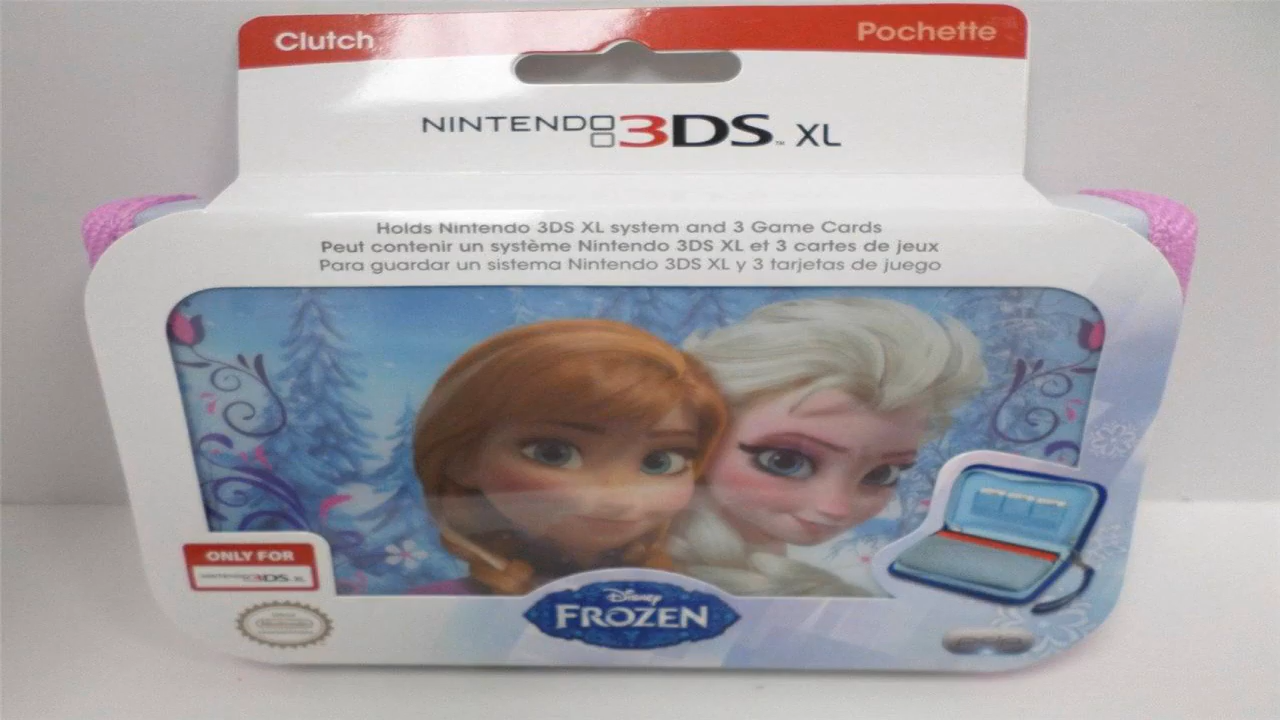 Clutch
Pochette
NINTENDO 3DS™ XL
Holds Nintendo 3DS XL system and 3 Game Cards
Peut contenir un système Nintendo 3DS XL et 3 cartes de jeux
Para guardar un sistema Nintendo 3DS XL y 3 tarjetas de juego
ONLY FOR
NINTENDO 3DS XL
Nintendo
Disney
FROZEN